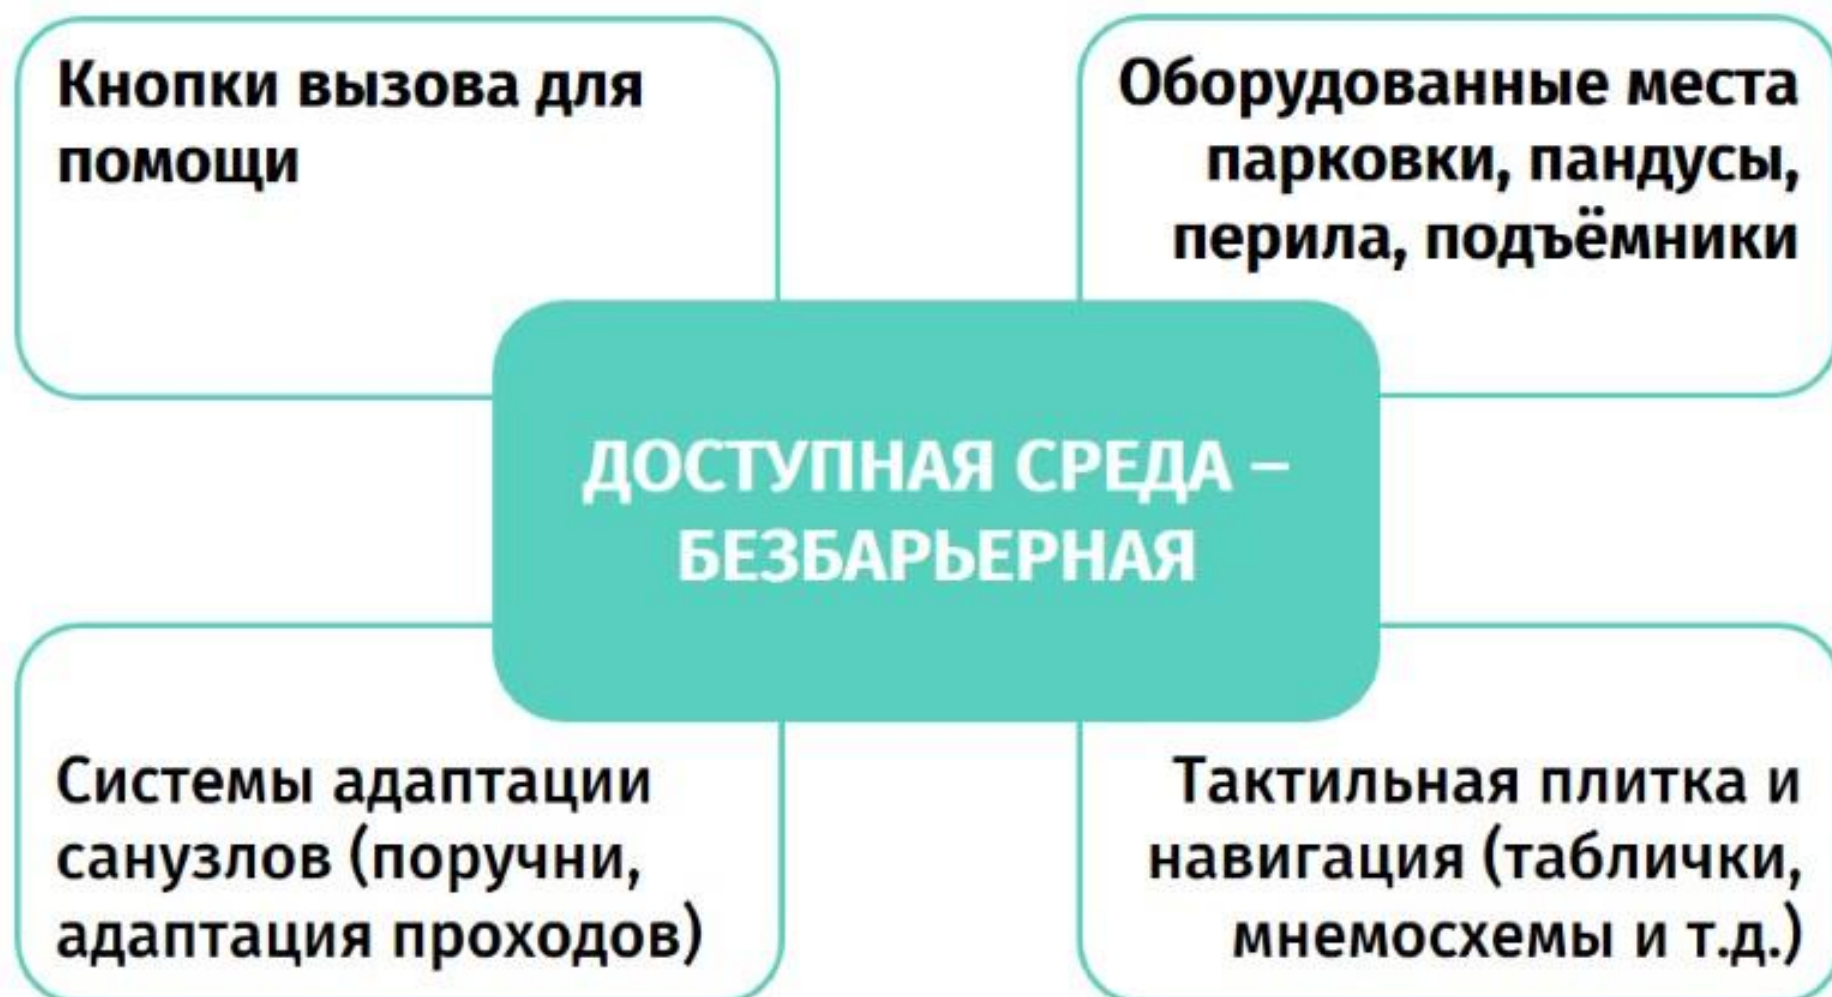 Кнопки вызова для
помощи
Оборудованные места
парковки, пандусы,
перила, подъёмники
ДОСТУПНАЯ СРЕДА –
БЕЗБАРЬЕРНАЯ
Системы адаптации
санузлов (поручни,
адаптация проходов)
Тактильная плитка и
навигация (таблички,
мнемосхемы и т.д.)